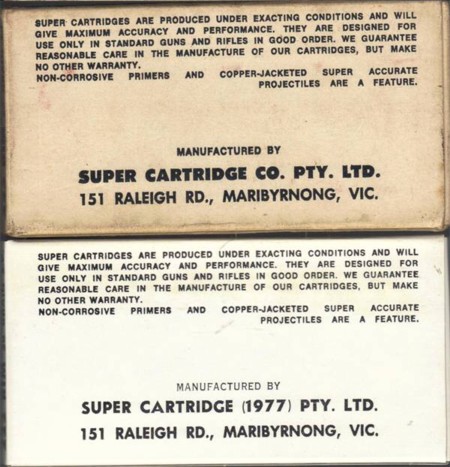 SUPER CARTRIDGES ARE PRODUCED UNDER EXACTING CONDITIONS AND WILL
GIVE MAXIMUM ACCURACY AND PERFORMANCE. THEY ARE DESIGNED FOR
USE ONLY IN STANDARD GUNS AND RIFLES IN GOOD ORDER. WE GUARANTEE
REASONABLE CARE IN THE MANUFACTURE OF OUR CARTRIDGES, BUT MAKE
NO OTHER WARRANTY.
NON-CORROSIVE PRIMERS AND COPPER-JACKETED SUPER ACCURATE
PROJECTILES ARE A FEATURE.
MANUFACTURED BY
SUPER CARTRIDGE CO. PTY. LTD.
151 RALEIGH RD., MARIBYRNONG, VIC.
SUPER CARTRIDGES ARE PRODUCED UNDER EXACTING CONDITIONS AND WILL
GIVE MAXIMUM ACCURACY AND PERFORMANCE. THEY ARE DESIGNED FOR
USE ONLY IN STANDARD GUNS AND RIFLES IN GOOD ORDER. WE GUARANTEE
REASONABLE CARE IN THE MANUFACTURE OF OUR CARTRIDGES, BUT MAKE
NO OTHER WARRANTY.
NON-CORROSIVE PRIMERS AND COPPER-JACKETED SUPER ACCURATE
PROJECTILES ARE A FEATURE.
MANUFACTURED BY
SUPER CARTRIDGE (1977) PTY. LTD.
151 RALEIGH RD., MARIBYRNONG, VIC.